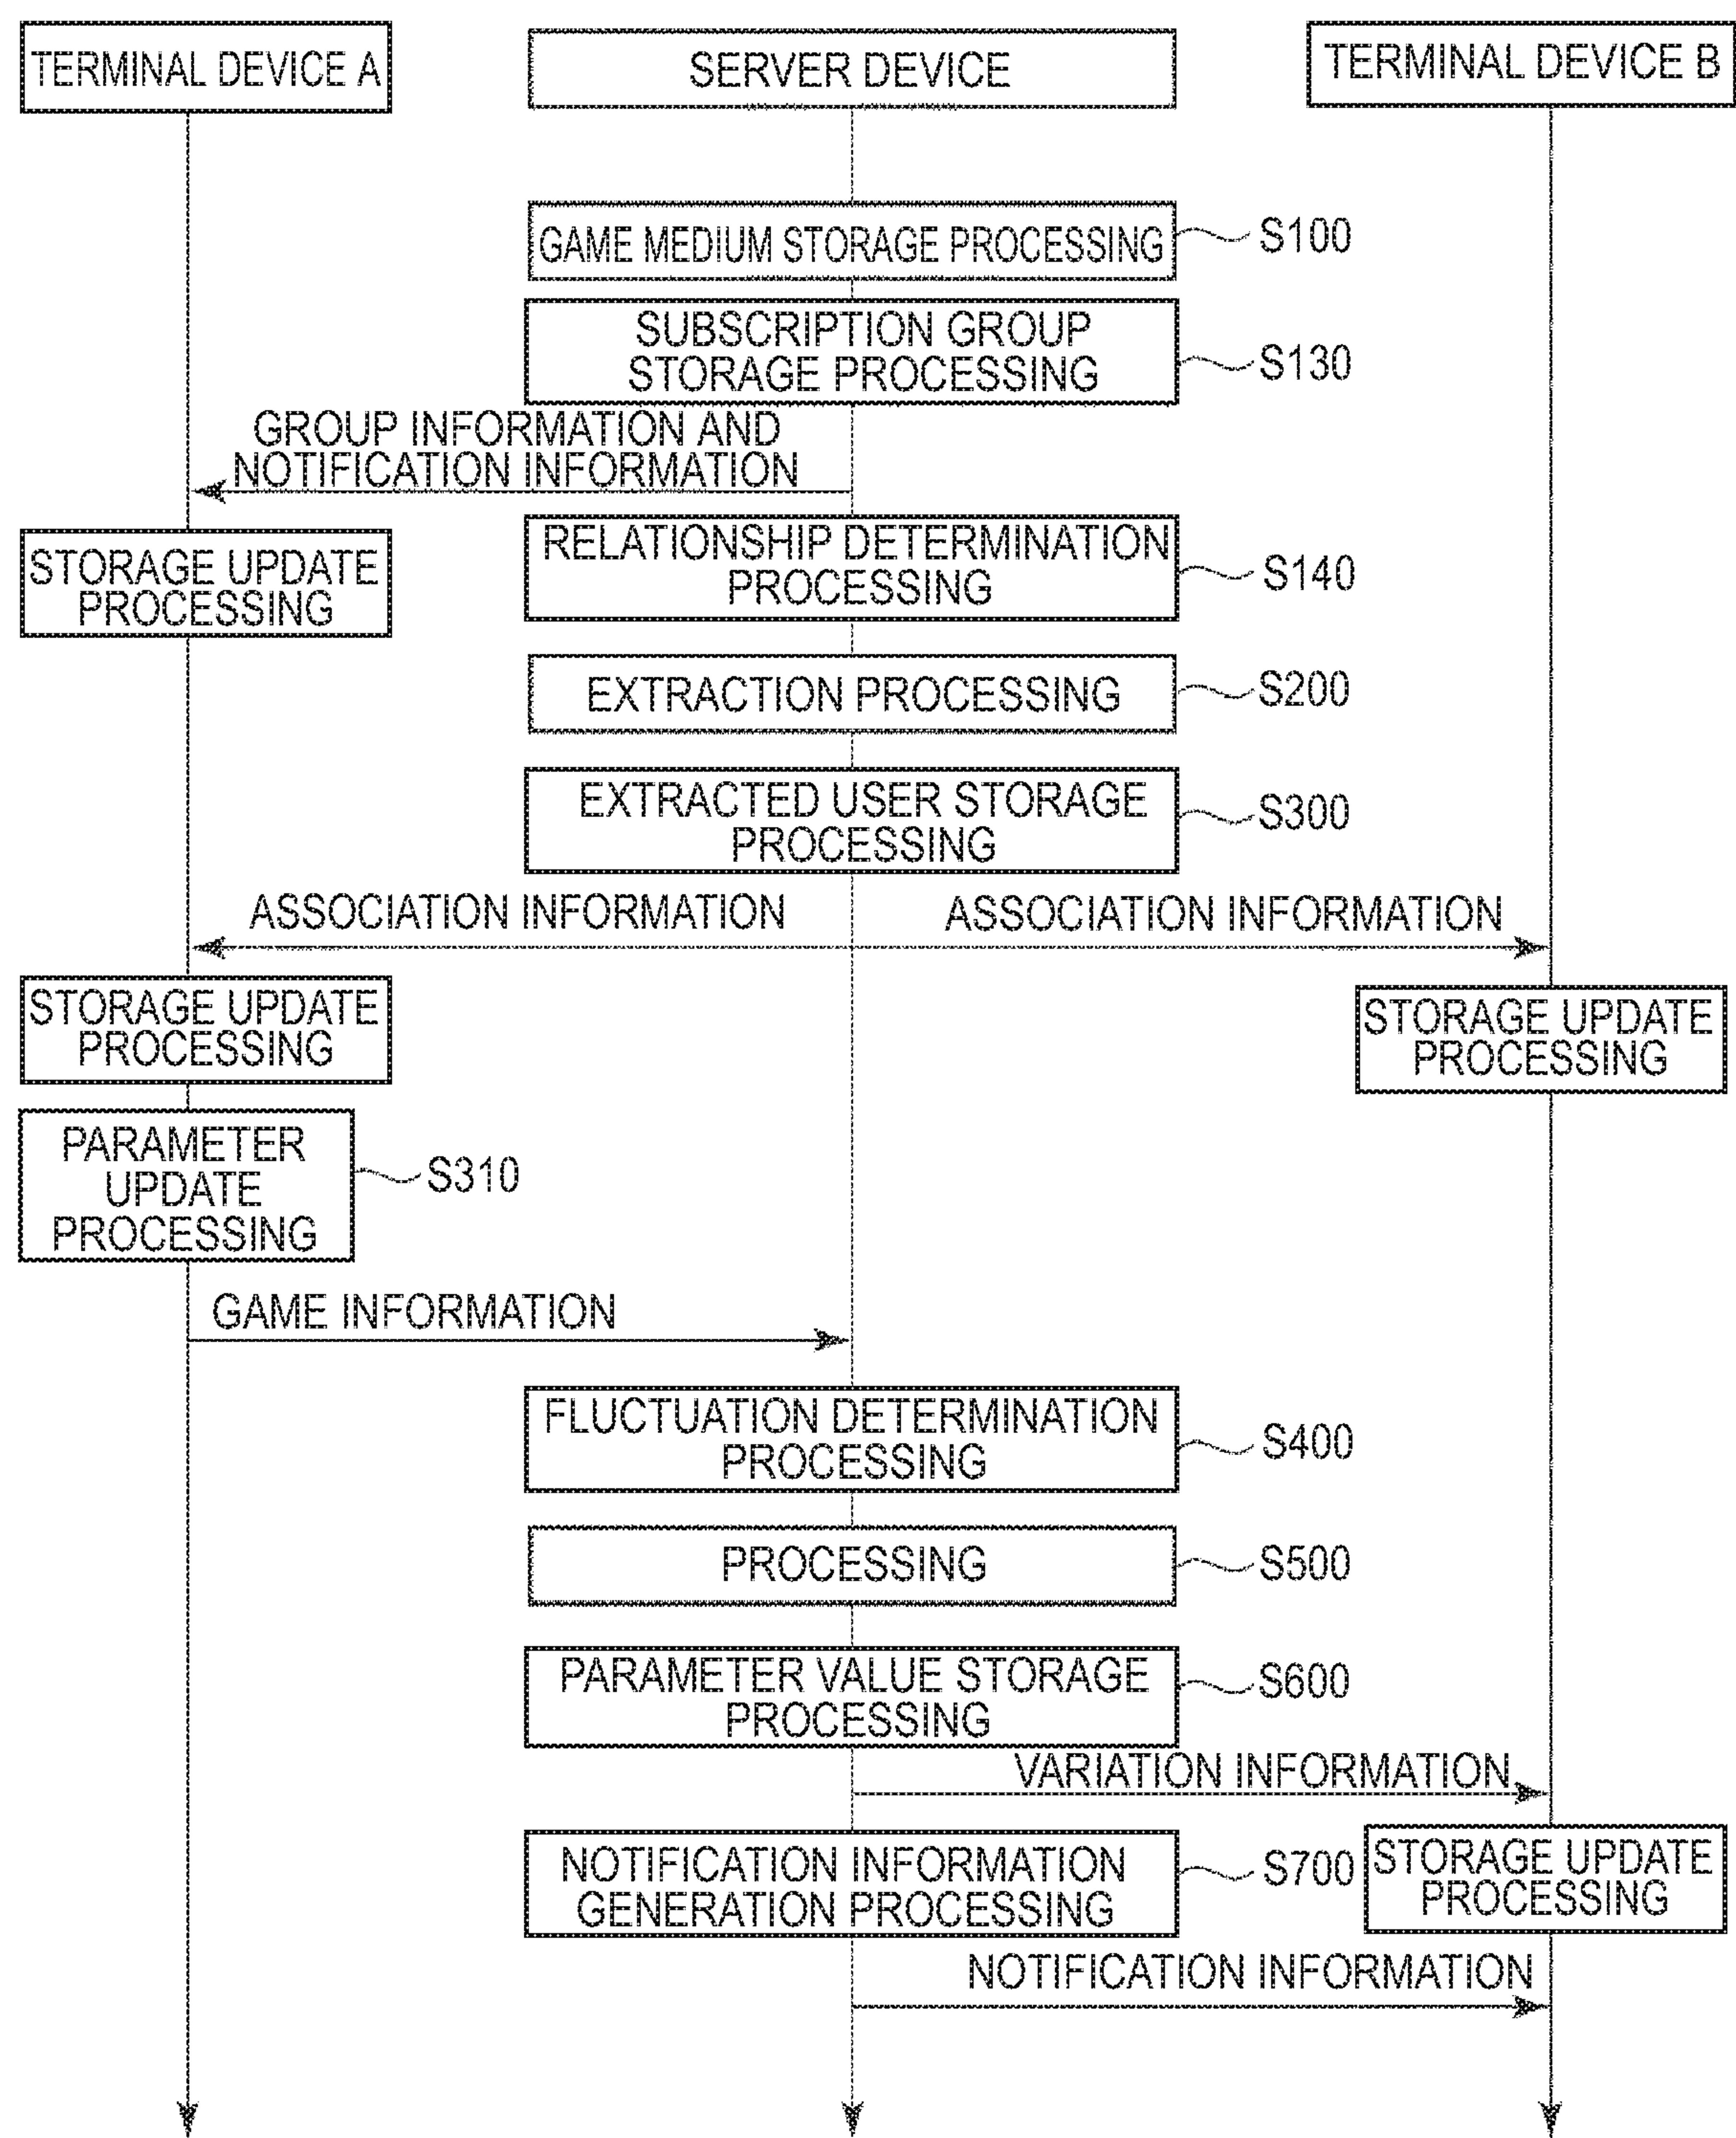 TERMINAL DEVICE A
SERVER DEVICE
TERMINAL DEVICE B
GAME MEDIUM STORAGE PROCESSING
S100
SUBSCRIPTION GROUP
STORAGE PROCESSING
S130
GROUP INFORMATION AND
NOTIFICATION INFORMATION
STORAGE UPDATE
PROCESSING
RELATIONSHIP DETERMINATION
PROCESSING
S140
EXTRACTION PROCESSING
S200
EXTRACTED USER STORAGE
PROCESSING
S300
ASSOCIATION INFORMATION
ASSOCIATION INFORMATION
STORAGE UPDATE
PROCESSING
STORAGE UPDATE
PROCESSING
PARAMETER
UPDATE
PROCESSING
S310
GAME INFORMATION
FLUCTUATION DETERMINATION
PROCESSING
S400
PROCESSING
S500
PARAMETER VALUE STORAGE
PROCESSING
S600
VARIATION INFORMATION
NOTIFICATION INFORMATION
GENERATION PROCESSING
S700
STORAGE UPDATE
PROCESSING
NOTIFICATION INFORMATION